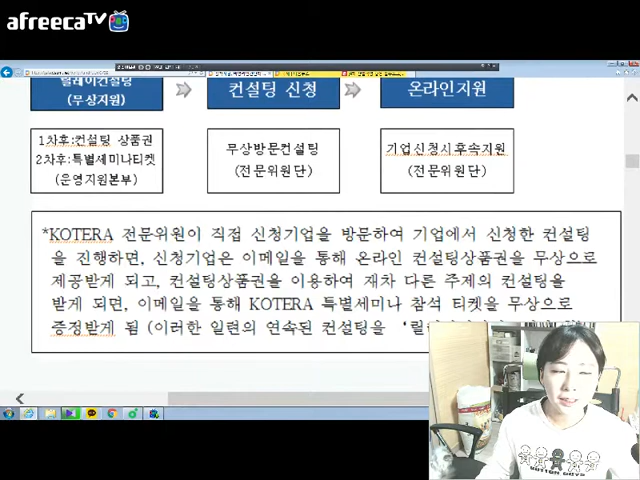 afreecaTV
릴레이컨설팅
(무상지원)
컨설팅 신청
온라인지원
1차후:컨설팅 상품권
2차후:특별세미나티켓
(운영지원본부)
무상방문컨설팅
(전문위원단)
기업신청시후속지원
(전문위원단)
*KOTERA 전문위원이 직접 신청기업을 방문하여 기업에서 신청한 컨설팅
을 진행하면, 신청기업은 이메일을 통해 온라인 컨설팅상품권을 무상으로
제공받게 되고, 컨설팅상품권을 이용하여 재차 다른 주제의 컨설팅을
받게 되면, 이메일을 통해 KOTERA 특별세미나 참석 티켓을 무상으로
증정받게 됨 (이러한 일련의 연속된 컨설팅을 ‘릴